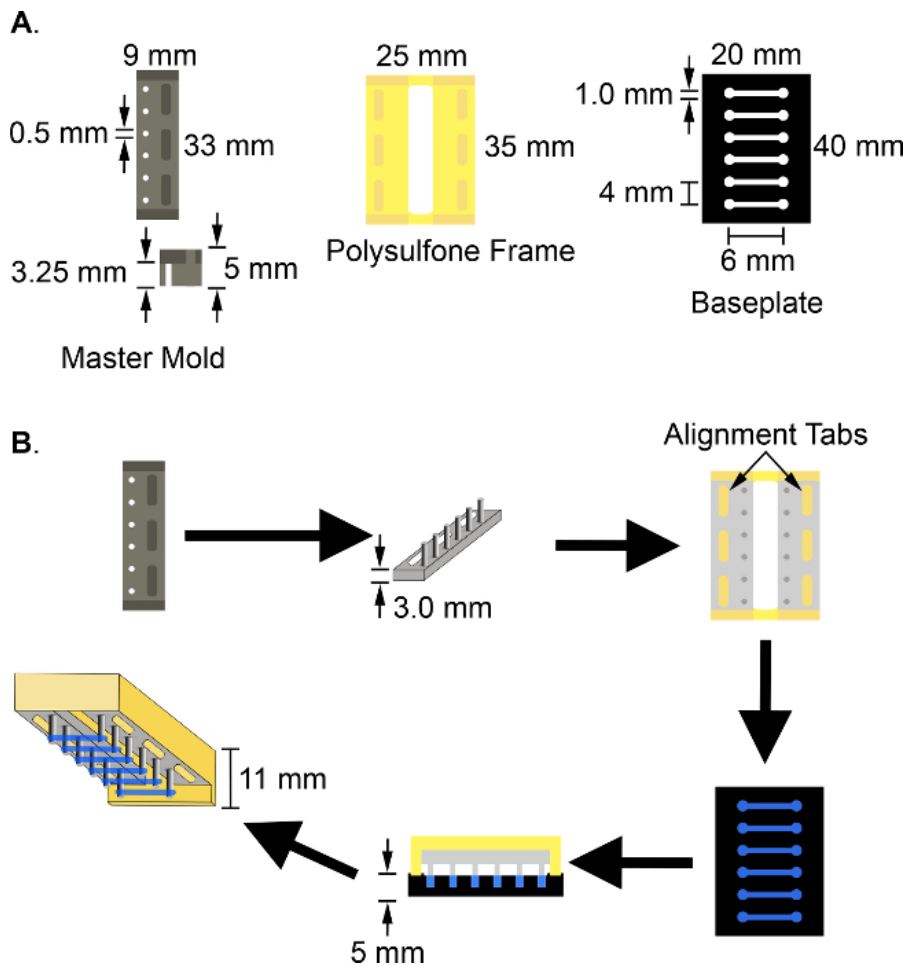 A.
9 mm
25 mm
20 mm
0.5 mm
33 mm
35 mm
1.0 mm
40 mm
4 mm
3.25 mm
5 mm
6 mm
Master Mold
Polysulfone Frame
Baseplate
B.
Alignment Tabs
3.0 mm
11 mm
5 mm